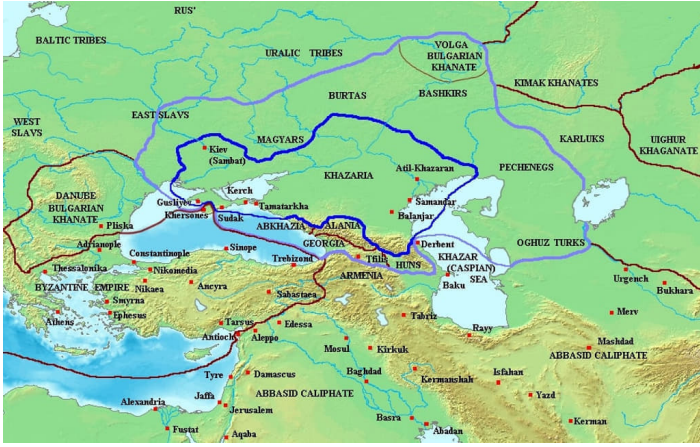 RUS'
BALTIC TRIBES
URALIC TRIBES
VOLGA
BULGARIAN
KHANATE
KIMAK KHANATES
BURTAS
BASHKIRS
WEST
SLAVS
EAST SLAVS
MAGYARS
KARLUKS
UIGHUR
KHAGANATE
Kiev
(Sambat)
PECHENEGS
KHAZARIA
Atil-Khazaran
DANUBE
BULGARIAN
KHANATE
Kerch
Gusliyev
Tamatarkha
Samandar
Khersones
Sudak
Balanjar
Pliska
ABKHAZIA
ALANIA
Adrianople
GEORGIA
Derbent
OGHUZ TURKS
Constantinople
Sinope
Trebizond
Tfilis
HUNS
KHAZAR
(CASPIAN)
SEA
Thessalonika
Nikomedia
ARMENIA
Baku
Urgench
Bukhara
BYZANTINE EMPIRE
Nikaea
Ancyra
Sabastaea
Smyrna
Athens
Ephesus
Tarsus
Edessa
Tabriz
Merv
Antioch
Aleppo
Mosul
Kirkuk
Rayy
Mashdad
ABBASID CALIPHATE
Tyre
Damascus
Baghdad
Kermanshah
Isfahan
Yazd
ABBASID CALIPHATE
Alexandria
Jaffa
Jerusalem
Basra
Abadan
Kerman
Fustat
Aqaba